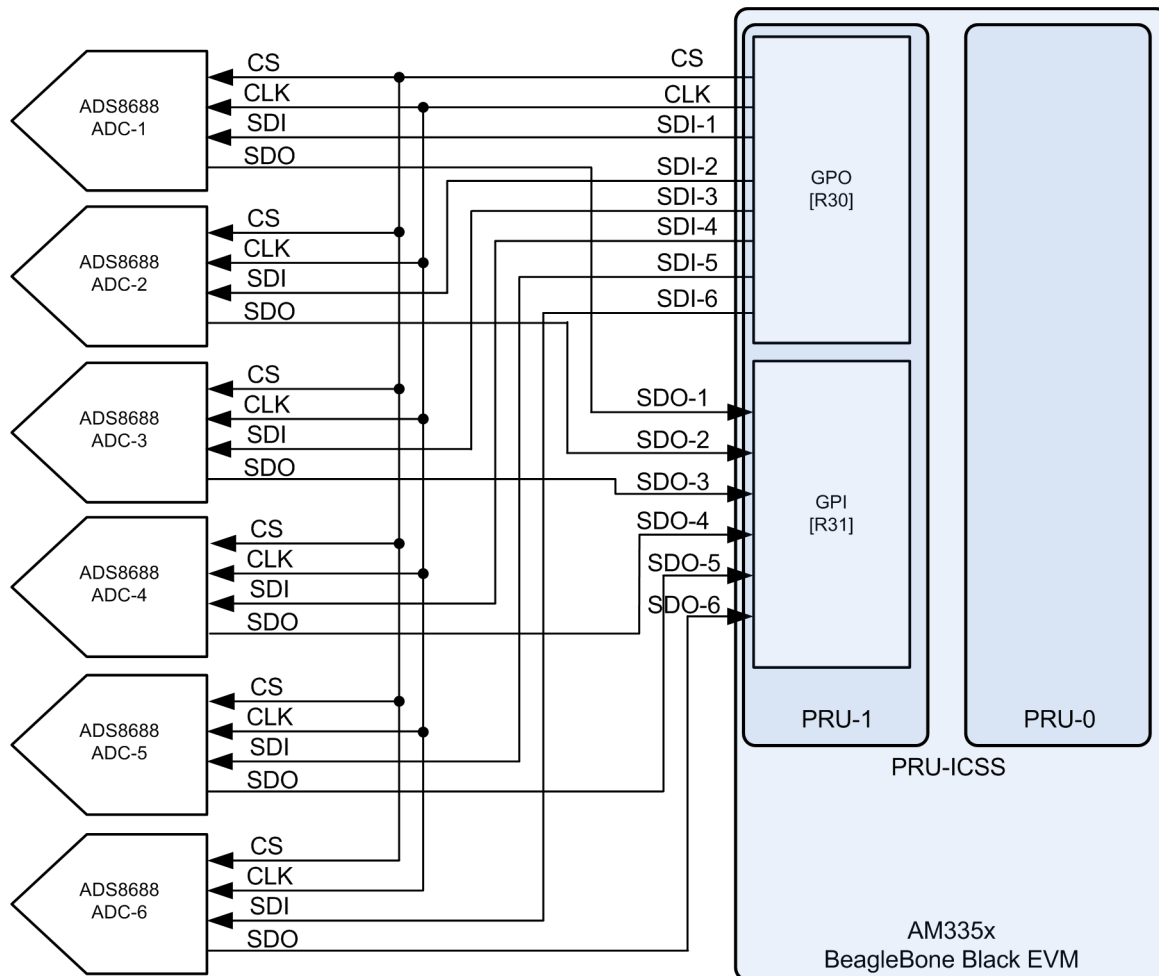 CS
CLK
SDI
SDO
ADS8688
ADC-1
CS
CLK
SDI
SDO
ADS8688
ADC-2
CS
CLK
SDI
SDO
ADS8688
ADC-3
CS
CLK
SDI
SDO
ADS8688
ADC-4
CS
CLK
SDI
SDO
ADS8688
ADC-5
CS
CLK
SDI
SDO
ADS8688
ADC-6
CS
CLK
SDI-1
SDI-2
SDI-3
SDI-4
SDI-5
SDI-6
SDO-1
SDO-2
SDO-3
SDO-4
SDO-5
SDO-6
GPO
[R30]
GPI
[R31]
PRU-1
PRU-0
PRU-ICSS
AM335x
BeagleBone Black EVM